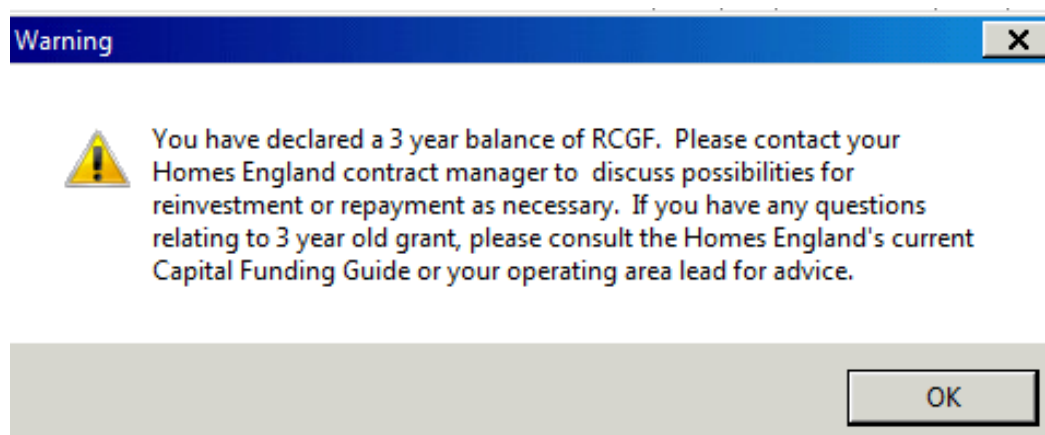 Warning
You have declared a 3 year balance of RCGF.  Please contact your
Homes England contract manager to  discuss possibilities for
reinvestment or repayment as necessary.  If you have any questions
relating to 3 year old grant, please consult the Homes England's current
Capital Funding Guide or your operating area lead for advice.
OK